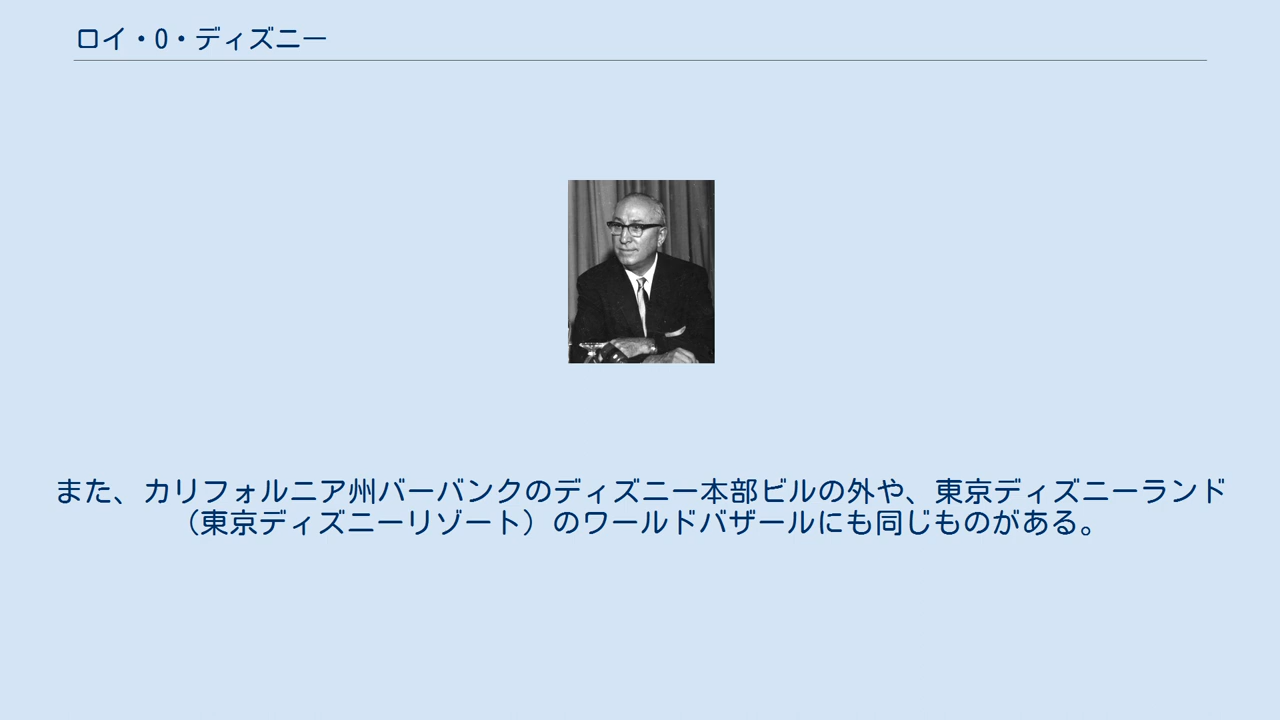 ロイ・O・ディズニー
また、カリフォルニア州バーバンクのディズニー本部ビルの外や、東京ディズニーランド
（東京ディズニーリゾート）のワールドバザールにも同じものがある。